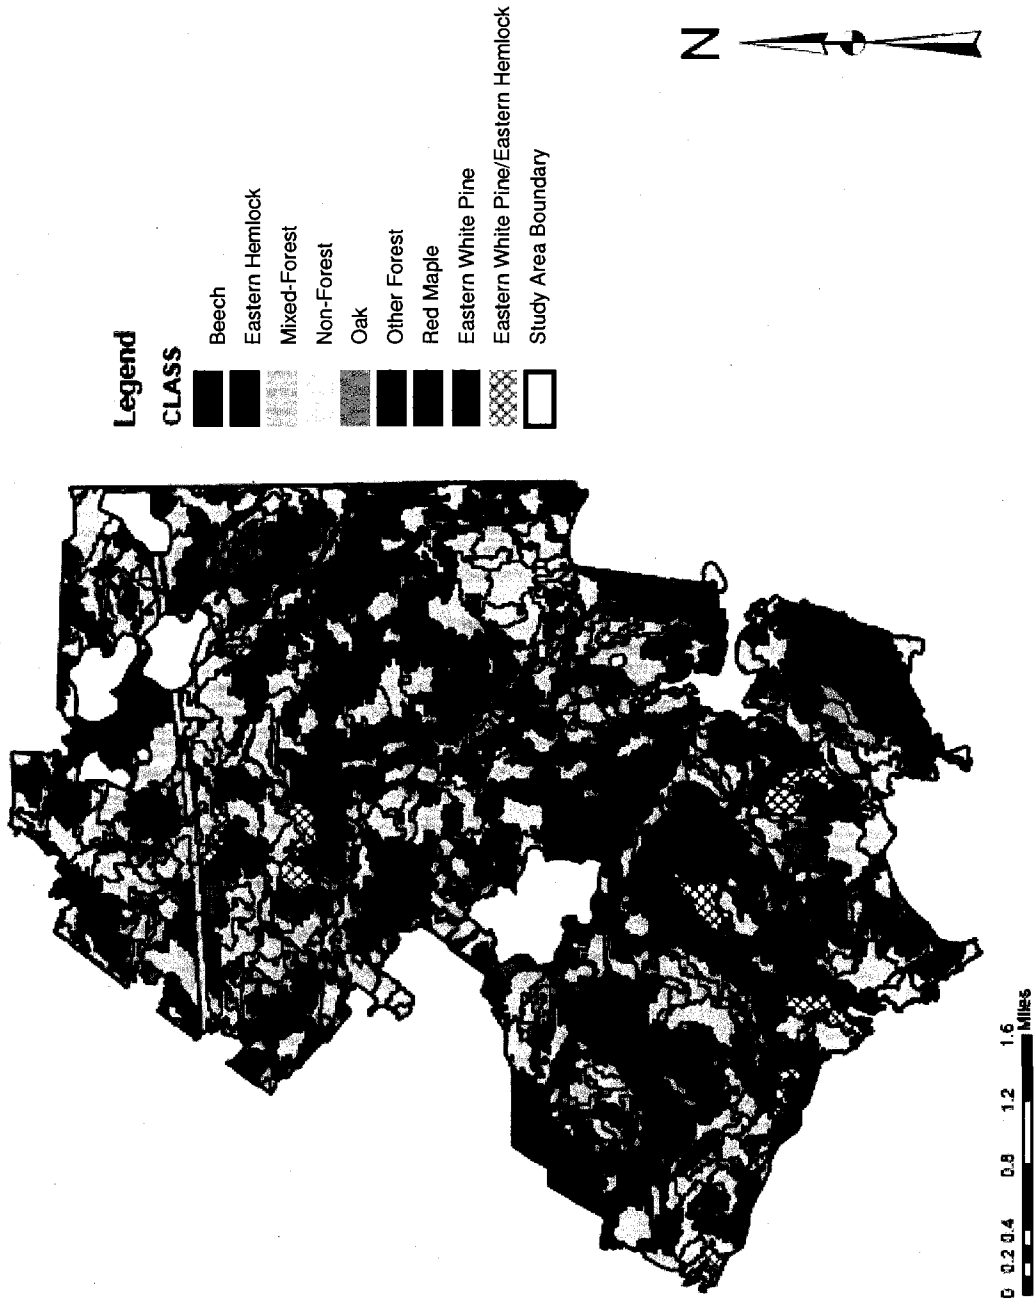 N
Legend
CLASS
Beech
Eastern Hemlock
Mixed-Forest
Non-Forest
Oak
Other Forest
Red Maple
Eastern White Pine
Eastern White Pine/Eastern Hemlock
Study Area Boundary
0 0.2 0.4 0.8 1.2 1.6
Miles